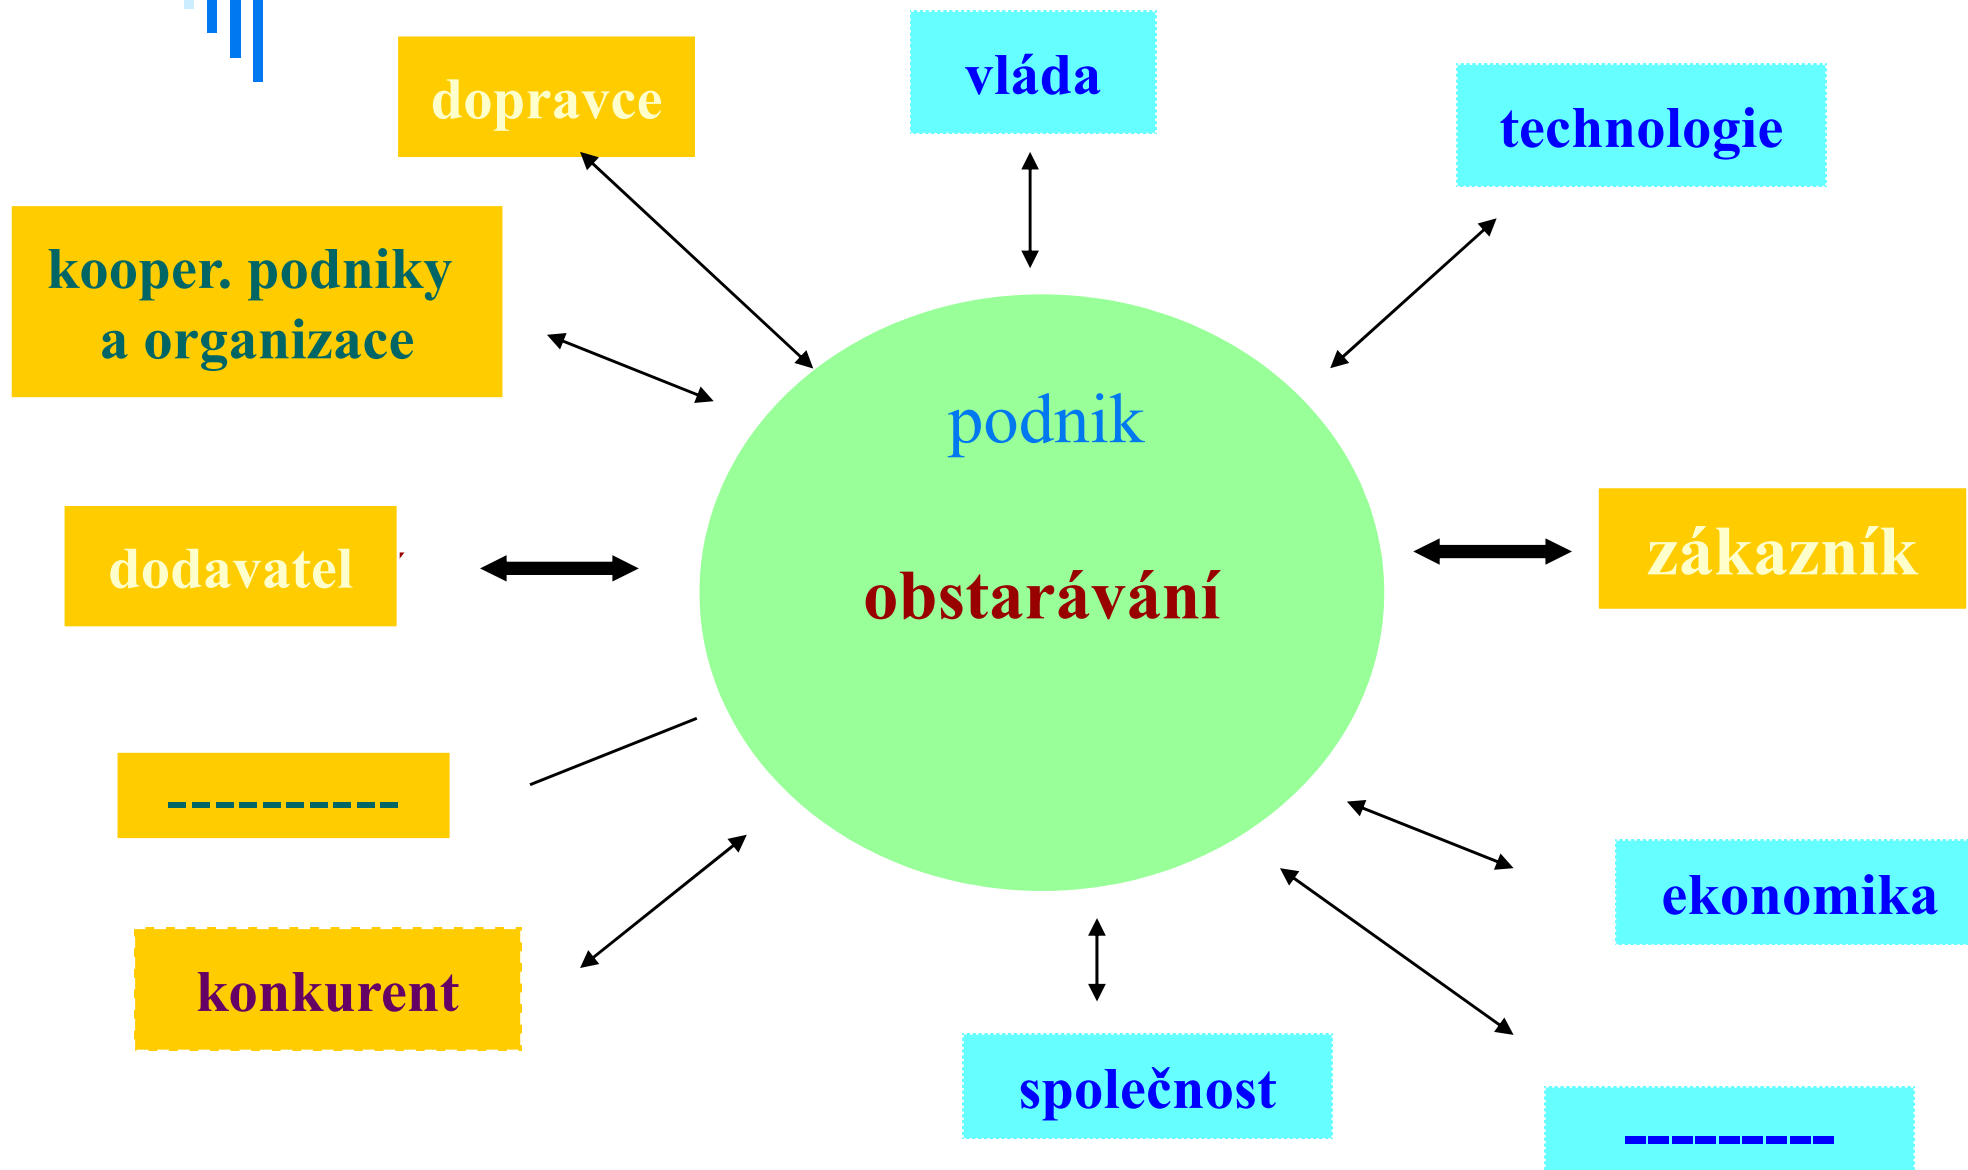 vláda
dopravce
technologie
kooper. podniky
a organizace
podnik
zákazník
dodavatel
obstarávání
----------
ekonomika
konkurent
společnost
---------